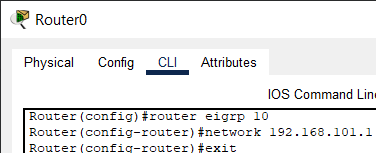 Router0
Physical Config CLI Attributes
IOS Command Line
Router(config)#router eigrp 10
Router(config-router)#network 192.168.101.1
Router(config-router)#exit